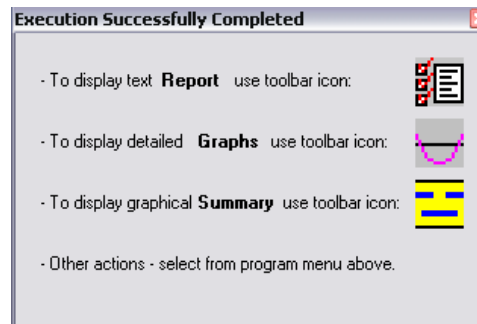 Execution Successfully Completed
- To display text Report use toolbar icon:
- To display detailed Graphs use toolbar icon:
- To display graphical Summary use toolbar icon:
- Other actions - select from program menu above.